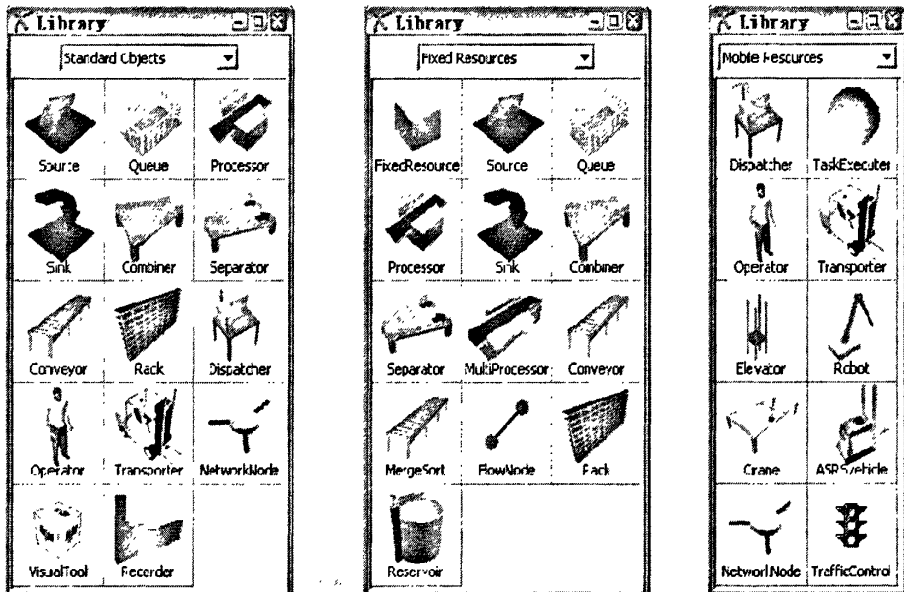 Library
Standard Objects
Source Queue Processor
Sink Combiner Separator
Conveyor Rack Dispatcher
Operator Transporter NetworkNode
VisualTool Recorder
Library
Fixed Resources
FixedResource Source Queue
Processor Sink Combiner
Separator MultiProcessor Conveyor
MergeSort FlowNode Rack
Reservoir
Library
Mobile Resources
Dispatcher TaskExecuter
Operator Transporter
Elevator Robot
Crane ASRSvehicle
NetworkNode TrafficControl